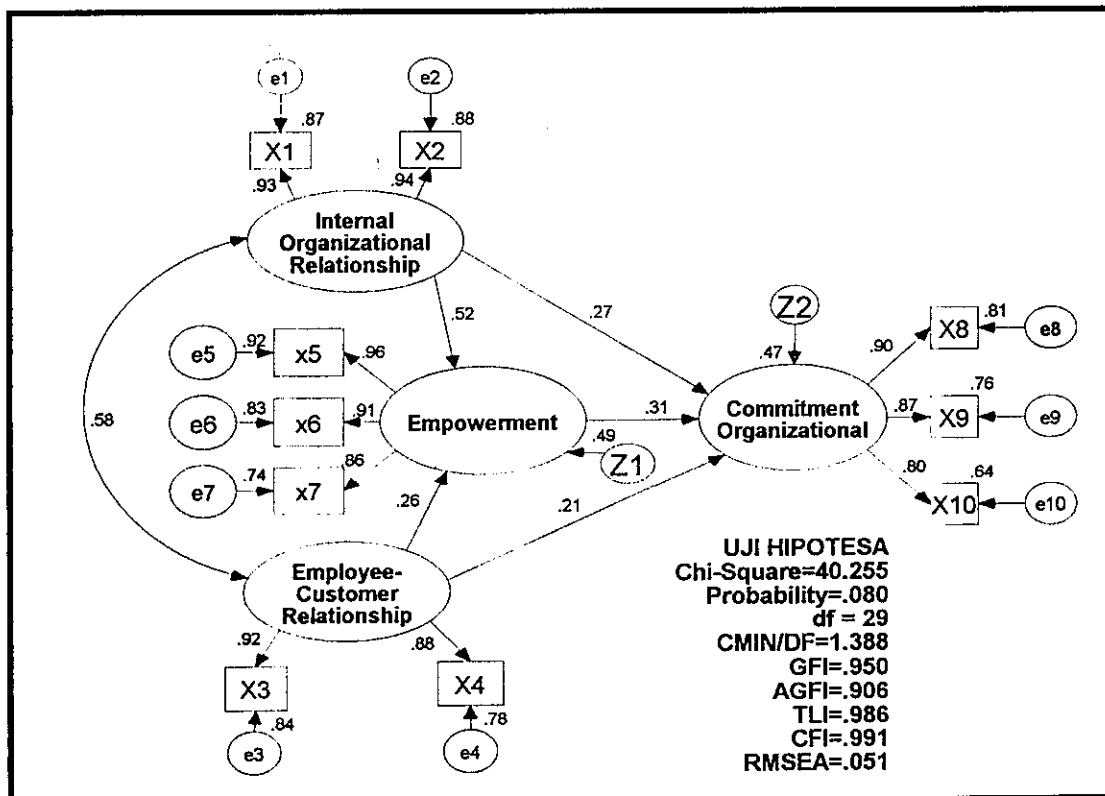 e1
e2
.87
.88
X1
X2
.93
.94
Internal
Organizational
Relationship
.52
.27
Z2
.47
X8
.81
e8
.90
e5
.92
x5
.96
e6
.83
x6
.91
Empowerment
.31
Commitment
Organizational
.87
X9
.76
e9
.58
.49
Z1
e7
.74
x7
.86
.80
X10
.64
e10
.26
.21
Employee-
Customer
Relationship
.92
.88
X3
X4
.84
.78
e3
e4
UJI HIPOTESA
Chi-Square=40.255
Probability=.080
df = 29
CMIN/DF=1.388
GFI=.950
AGFI=.906
TLI=.986
CFI=.991
RMSEA=.051